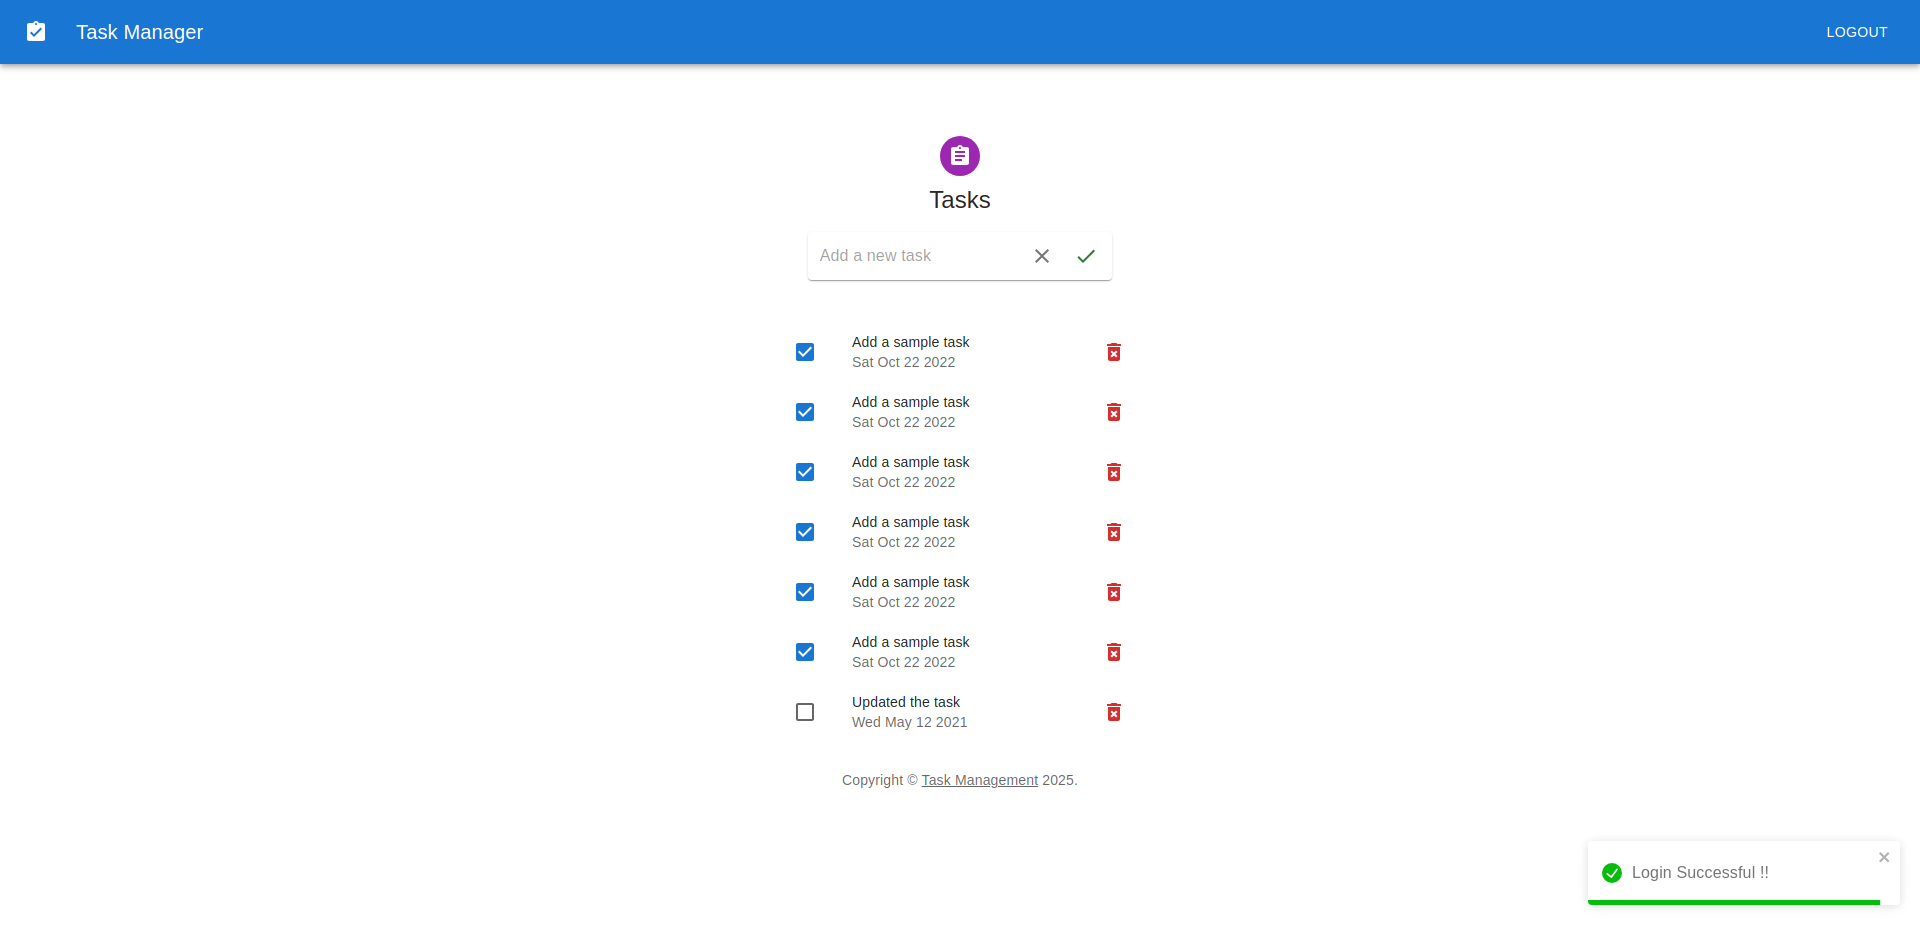 Task Manager
LOGOUT
Tasks
Add a new task
Add a sample task
Sat Oct 22 2022
Add a sample task
Sat Oct 22 2022
Add a sample task
Sat Oct 22 2022
Add a sample task
Sat Oct 22 2022
Add a sample task
Sat Oct 22 2022
Add a sample task
Sat Oct 22 2022
Updated the task
Wed May 12 2021
Copyright © Task Management 2025.
Login Successful !!